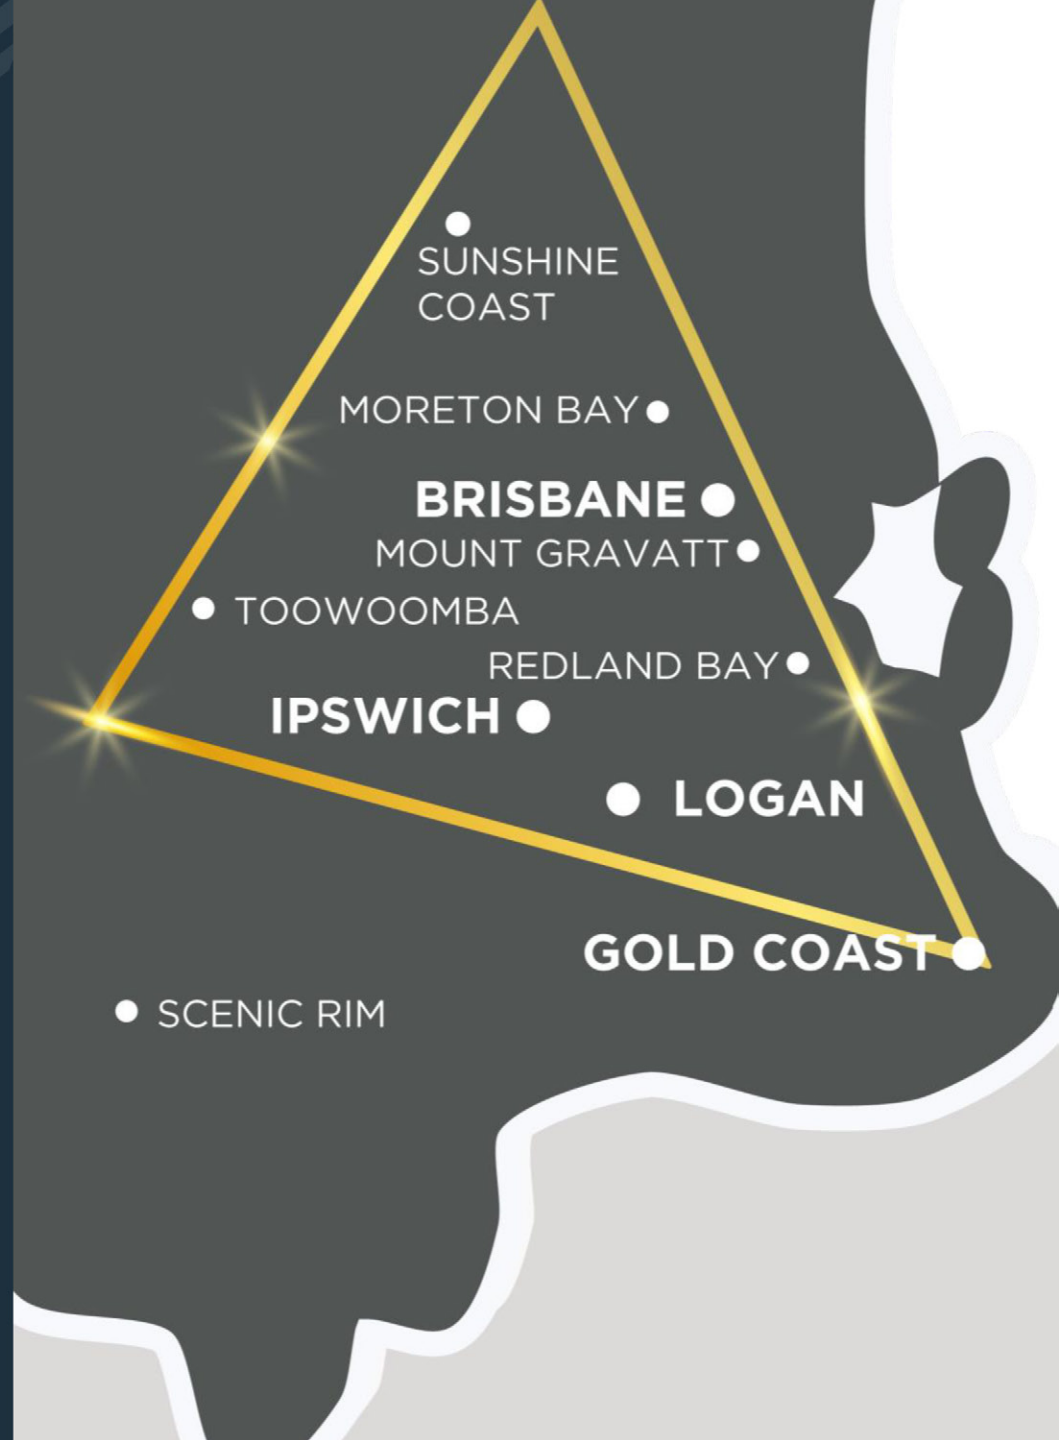 SUNSHINE
COAST
MORETON BAY
BRISBANE
MOUNT GRAVATT
TOOWOOMBA
REDLAND BAY
IPSWICH
LOGAN
GOLD COAST
SCENIC RIM